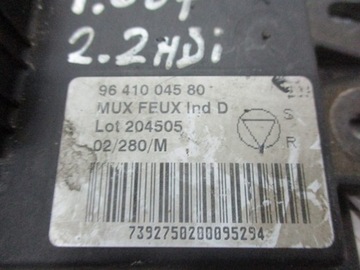 2.2HDi
96 410 045 80
MUX FEUX Ind D
Lot 204505
02/280/M
S
R
7392750200095294